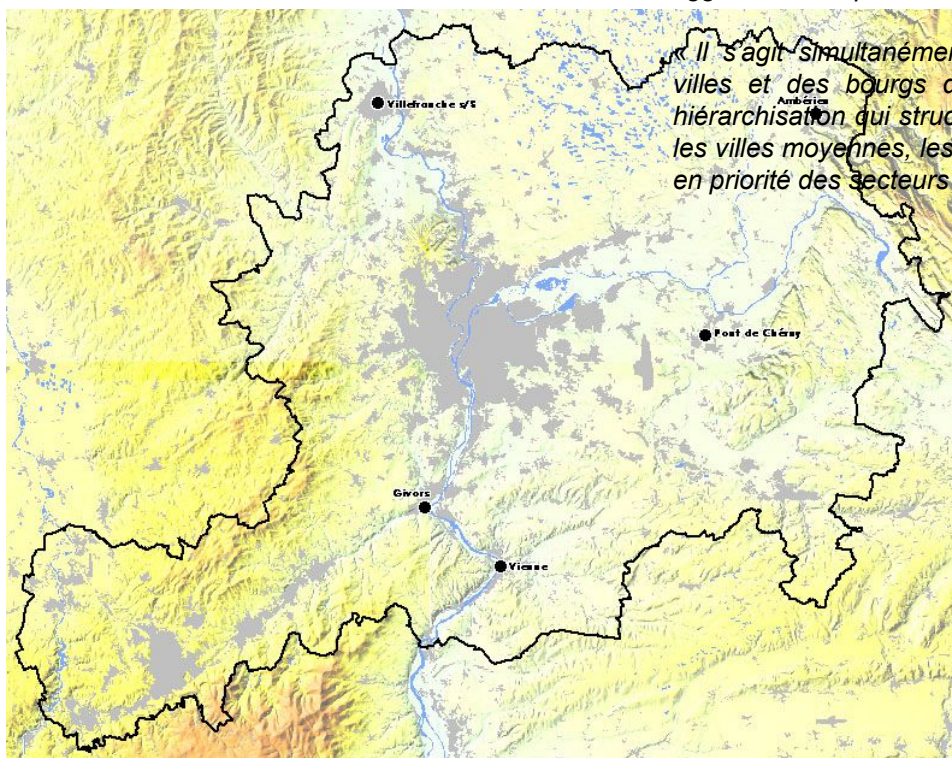 « Il s'agit simultanémen
Villefranche s/S
villes et des bourgs d
Ambérieu
hiérarchisation qui struc
les villes moyennes, les
en priorité des secteurs
Pont de Chéruy
Givors
Vienne